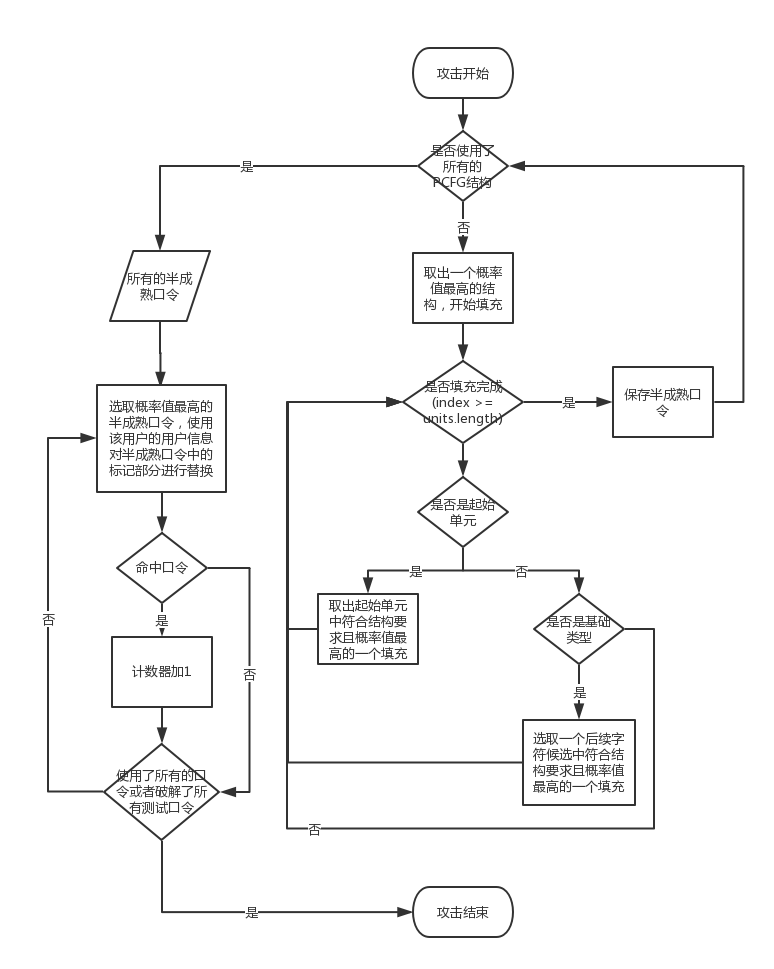 攻击开始
是否使用了
所有的
PCFG结构
是
否
所有的半成
熟口令
取出一个概率
值最高的结
构，开始填充
是否填充完成
(index >=
units.length)
是
保存半成熟口
令
选取概率值最高的
半成熟口令，使用
该用户的用户信息
对半成熟口令中的
标记部分进行替换
是否是起始
单元
命中口令
是
否
取出起始单元
中符合结构要
求且概率值最
高的一个填充
是否是基础
类型
是
否
否
计数器加1
是
选取一个后续字
符候选中符合结
构要求且概率值
最高的一个填充
使用了所有的口
令或者破解了所
有测试口令
否
是
攻击结束